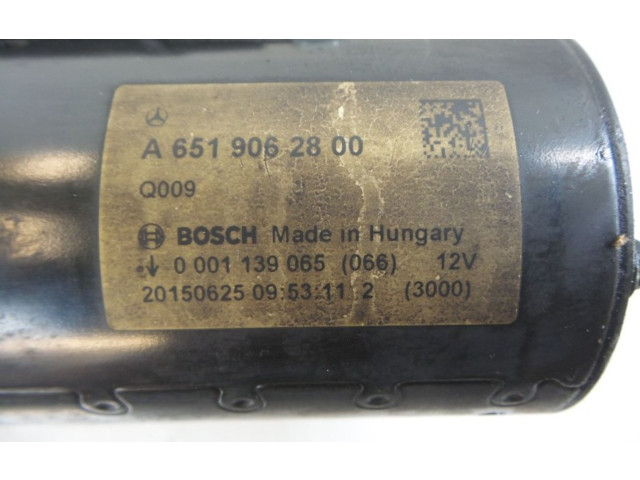 A 651 906 28 00
Q009
BOSCH Made in Hungary
0 001 139 065 (066) 12V
20150625 09:53:11 2 (3000)